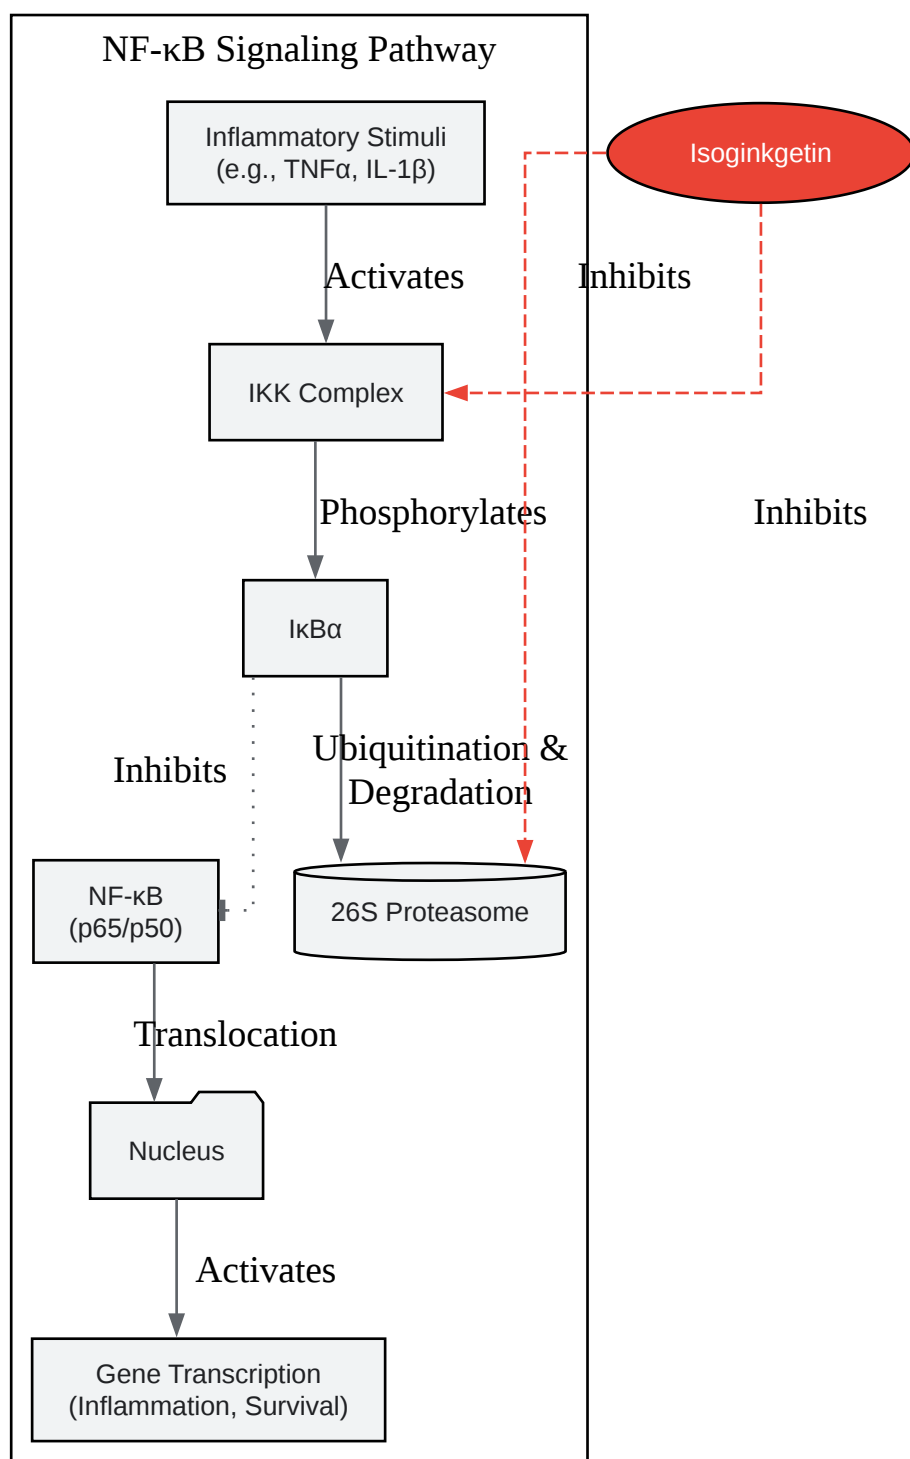 NF-κB Signaling Pathway
Inflammatory Stimuli
(e.g., TNFα, IL-1β)
Isoginkgetin
Activates
Inhibits
IKK Complex
Phosphorylates
Inhibits
IκBα
Ubiquitination &
Degradation
Inhibits
NF-κB
(p65/p50)
26S Proteasome
Translocation
Nucleus
Activates
Gene Transcription
(Inflammation, Survival)